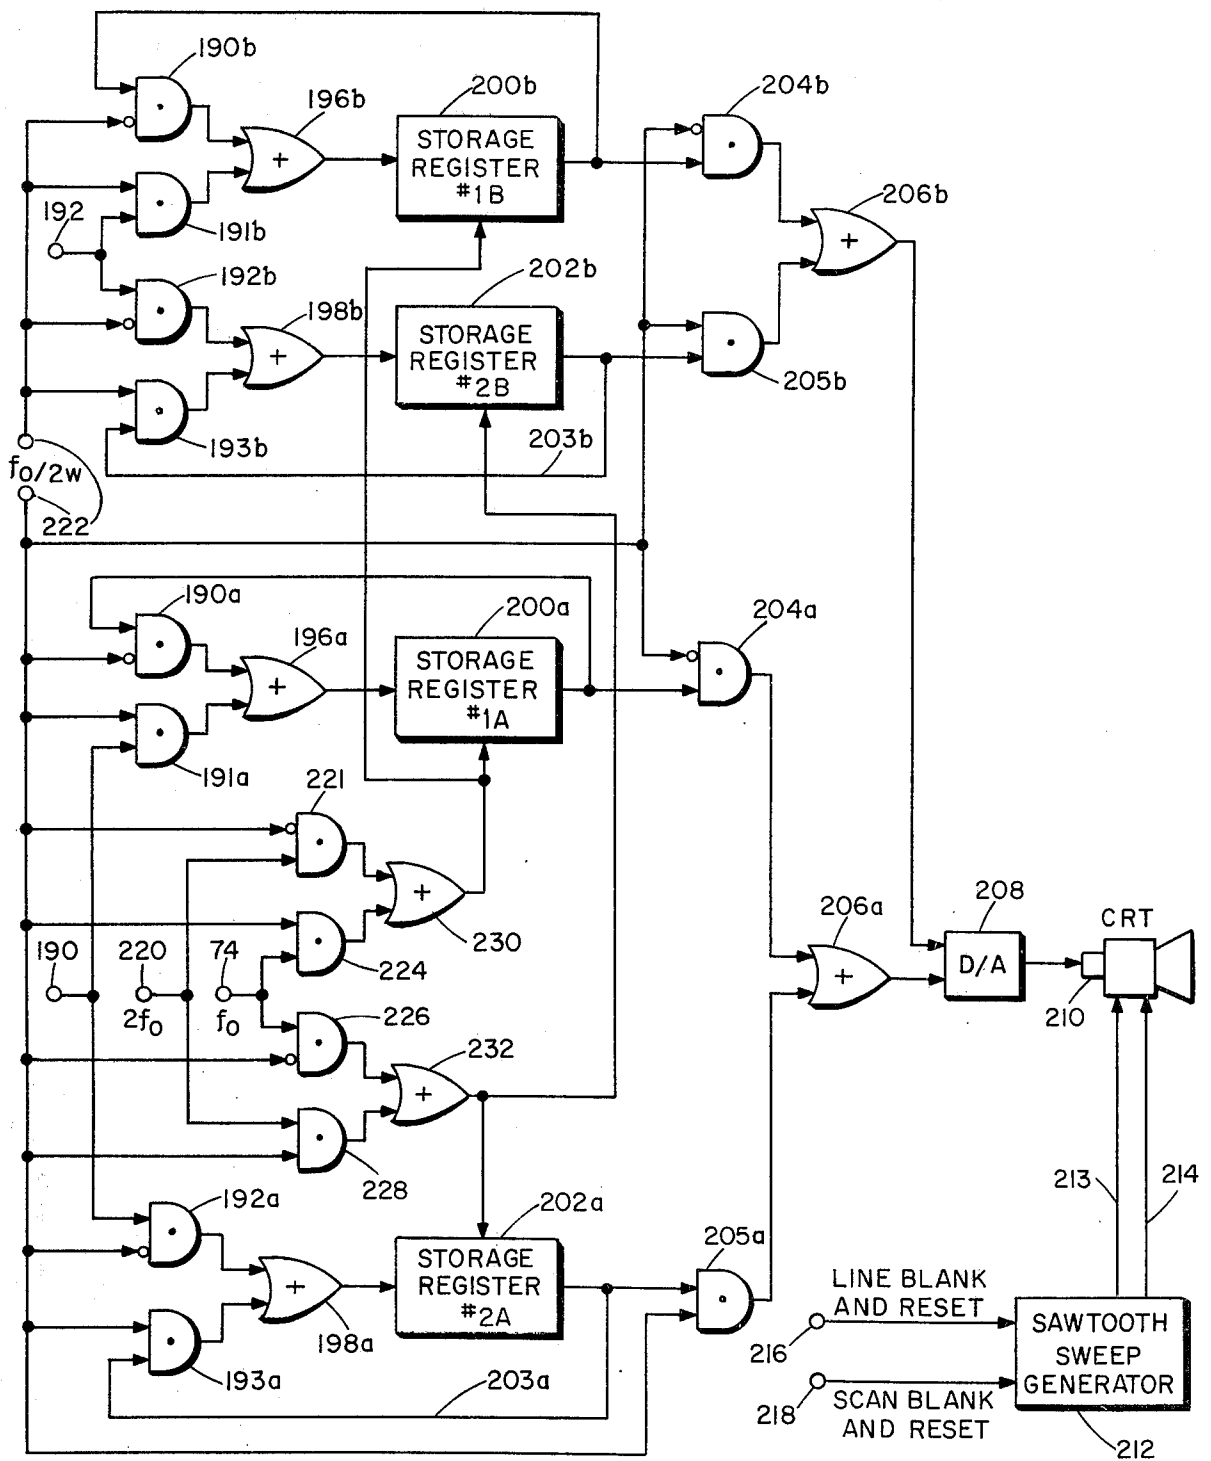 190b
200b
204b
196b
STORAGE
REGISTER
#1B
192
191b
206b
192b
202b
198b
STORAGE
REGISTER
#2B
205b
193b
203b
fo/2w
222
190a
200a
204a
196a
STORAGE
REGISTER
#1A
191a
221
230
206a
208
CRT
190
220
74
224
D/A
2fo
fo
226
210
232
228
213
214
192a
202a
205a
STORAGE
REGISTER
#2A
LINE BLANK
AND RESET
198a
216
SAWTOOTH
SWEEP
GENERATOR
193a
203a
218
SCAN BLANK
AND RESET
212